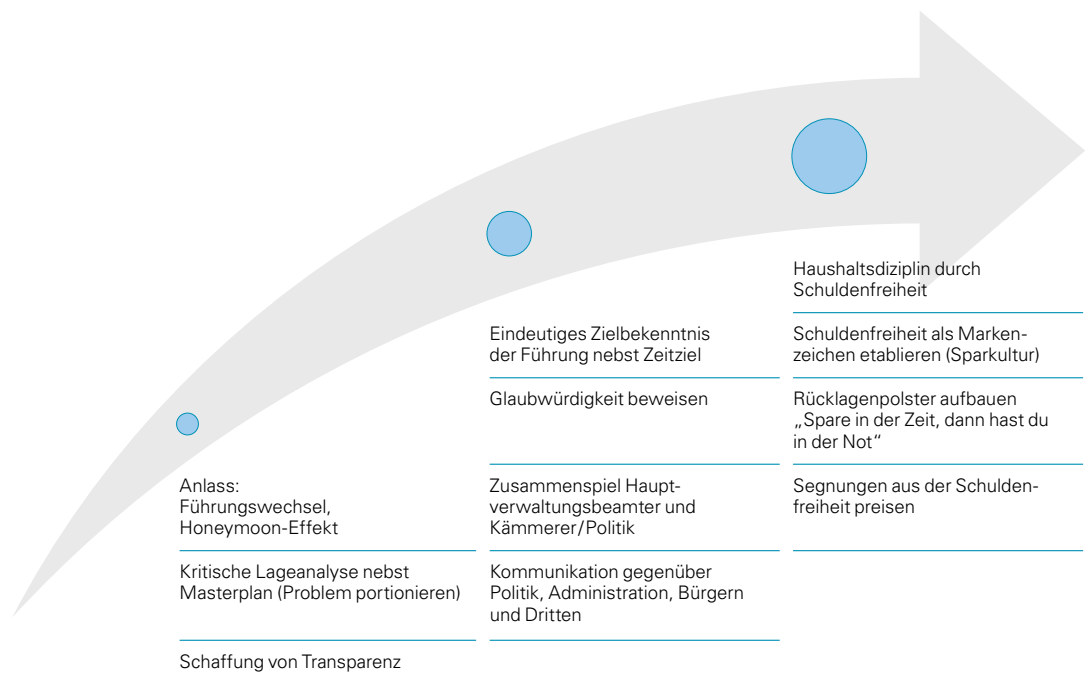 Anlass:
Führungswechsel,
Honeymoon-Effekt
Kritische Lageanalyse nebst
Masterplan (Problem portionieren)
Schaffung von Transparenz
Eindeutiges Zielbekenntnis
der Führung nebst Zeitziel
Glaubwürdigkeit beweisen
Zusammenspiel Haupt-
verwaltungsbeamter und
Kämmerer/Politik
Kommunikation gegenüber
Politik, Administration, Bürgern
und Dritten
Haushaltsdiziplin durch
Schuldenfreiheit
Schuldenfreiheit als Marken-
zeichen etablieren (Sparkultur)
Rücklagenpolster aufbauen
„Spare in der Zeit, dann hast du
in der Not“
Segnungen aus der Schulden-
freiheit preisen